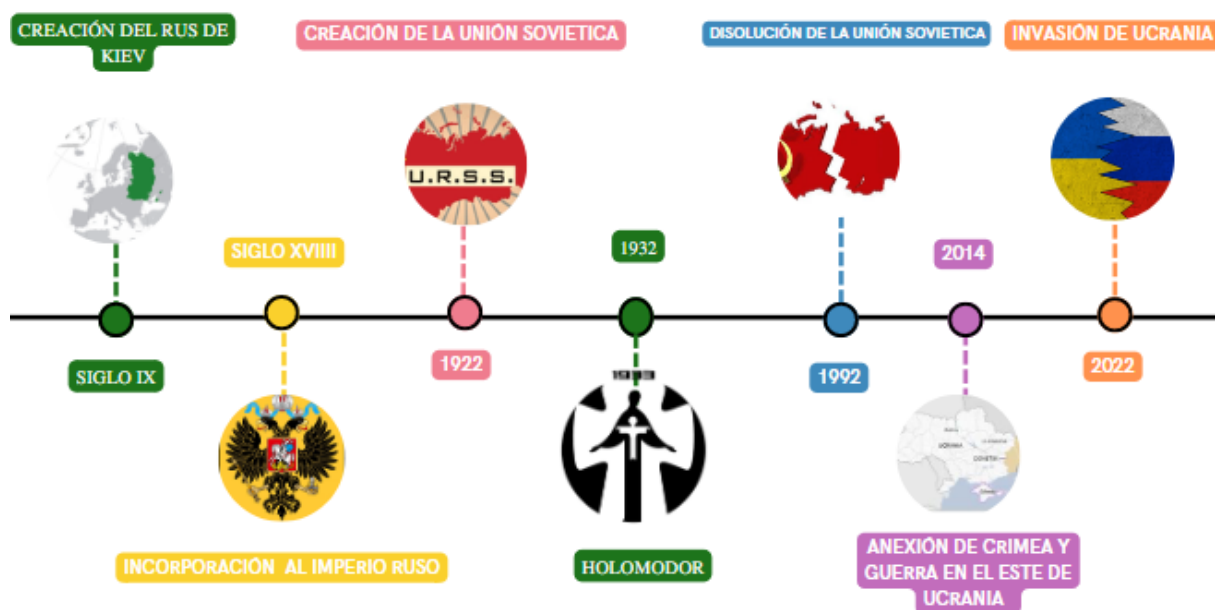 CREACIÓN DEL RUS DE
KIEV
CREACIÓN DE LA UNIÓN SOVIETICA
DISOLUCIÓN DE LA UNIÓN SOVIETICA
INVASIÓN DE UCRANIA
U.R.S.S.
SIGLO XVIIII
1932
2014
SIGLO IX
1922
1992
2022
UCRANIA
DONETSK
INCORPORACIÓN AL IMPERIO RUSO
HOLOMODOR
ANEXIÓN DE CRIMEA Y
GUERRA EN EL ESTE DE
UCRANIA